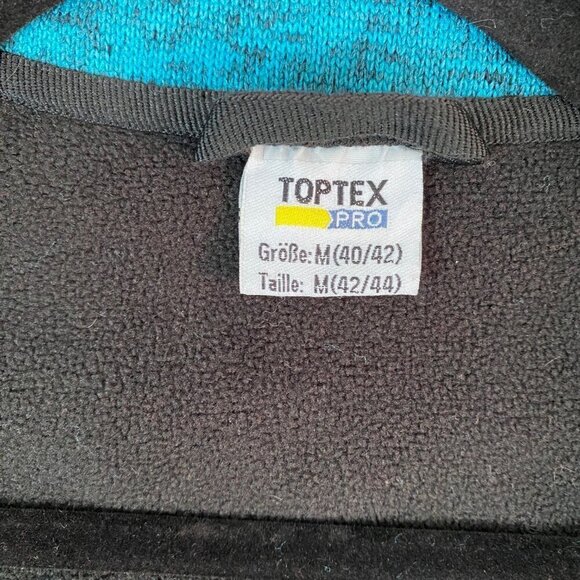 TOPTEX
PRO
Größe: M(40/42)
Taille: M(42/44)